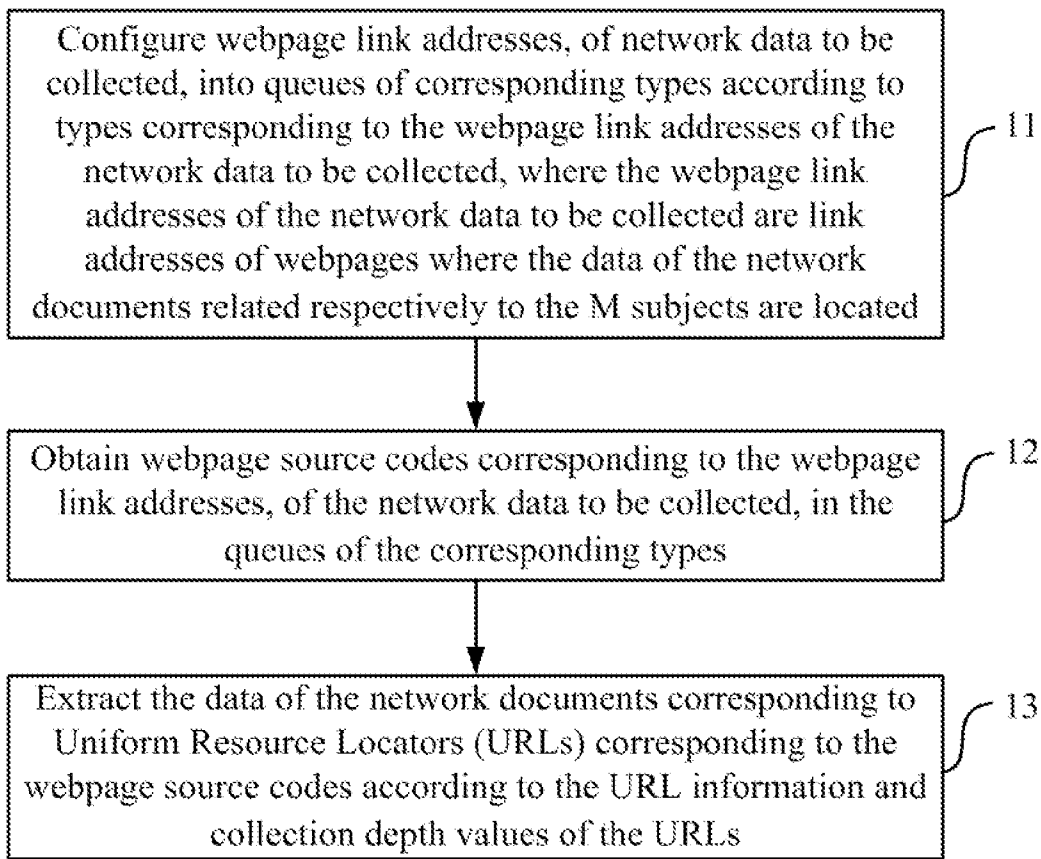 Configure webpage link addresses, of network data to be
collected, into queues of corresponding types according to
types corresponding to the webpage link addresses of the
network data to be collected, where the webpage link
addresses of the network data to be collected are link
addresses of webpages where the data of the network
documents related respectively to the M subjects are located
11
Obtain webpage source codes corresponding to the webpage
link addresses, of the network data to be collected, in the
queues of the corresponding types
12
Extract the data of the network documents corresponding to
Uniform Resource Locators (URLs) corresponding to the
webpage source codes according to the URL information and
collection depth values of the URLs
13